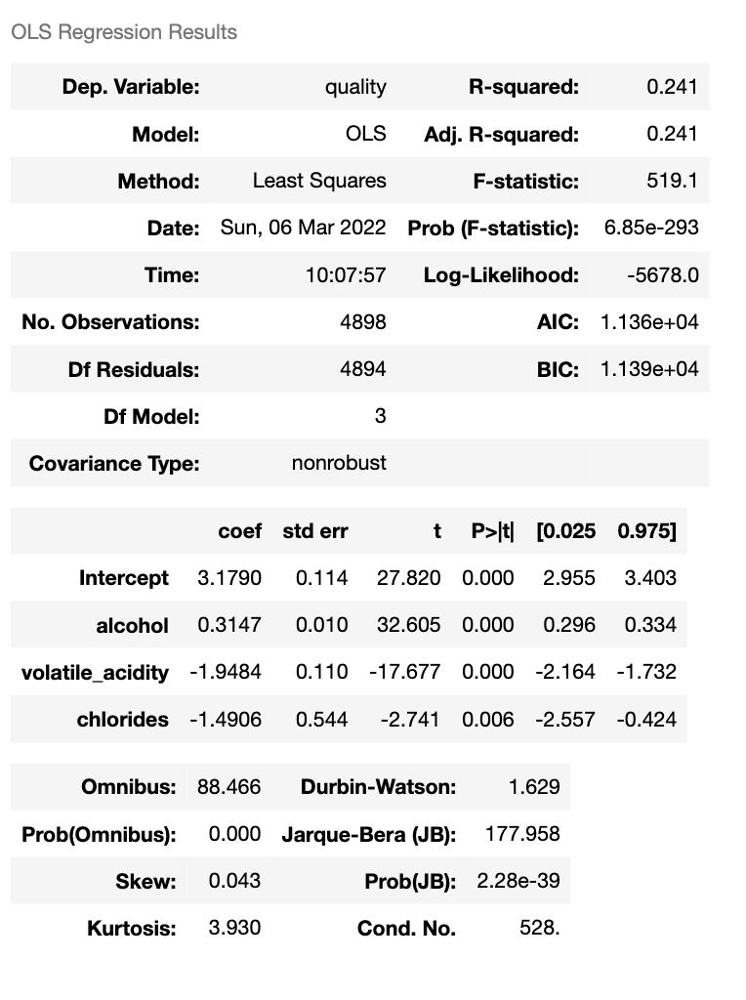 OLS Regression Results
Dep. Variable: quality R-squared: 0.241
Model: OLS Adj. R-squared: 0.241
Method: Least Squares F-statistic: 519.1
Date: Sun, 06 Mar 2022 Prob (F-statistic): 6.85e-293
Time: 10:07:57 Log-Likelihood: -5678.0
No. Observations: 4898 AIC: 1.136e+04
Df Residuals: 4894 BIC: 1.139e+04
Df Model: 3
Covariance Type: nonrobust
coef std err t P>|t| [0.025 0.975]
Intercept 3.1790 0.114 27.820 0.000 2.955 3.403
alcohol 0.3147 0.010 32.605 0.000 0.296 0.334
volatile_acidity -1.9484 0.110 -17.677 0.000 -2.164 -1.732
chlorides -1.4906 0.544 -2.741 0.006 -2.557 -0.424
Omnibus: 88.466 Durbin-Watson: 1.629
Prob(Omnibus): 0.000 Jarque-Bera (JB): 177.958
Skew: 0.043 Prob(JB): 2.28e-39
Kurtosis: 3.930 Cond. No. 528.